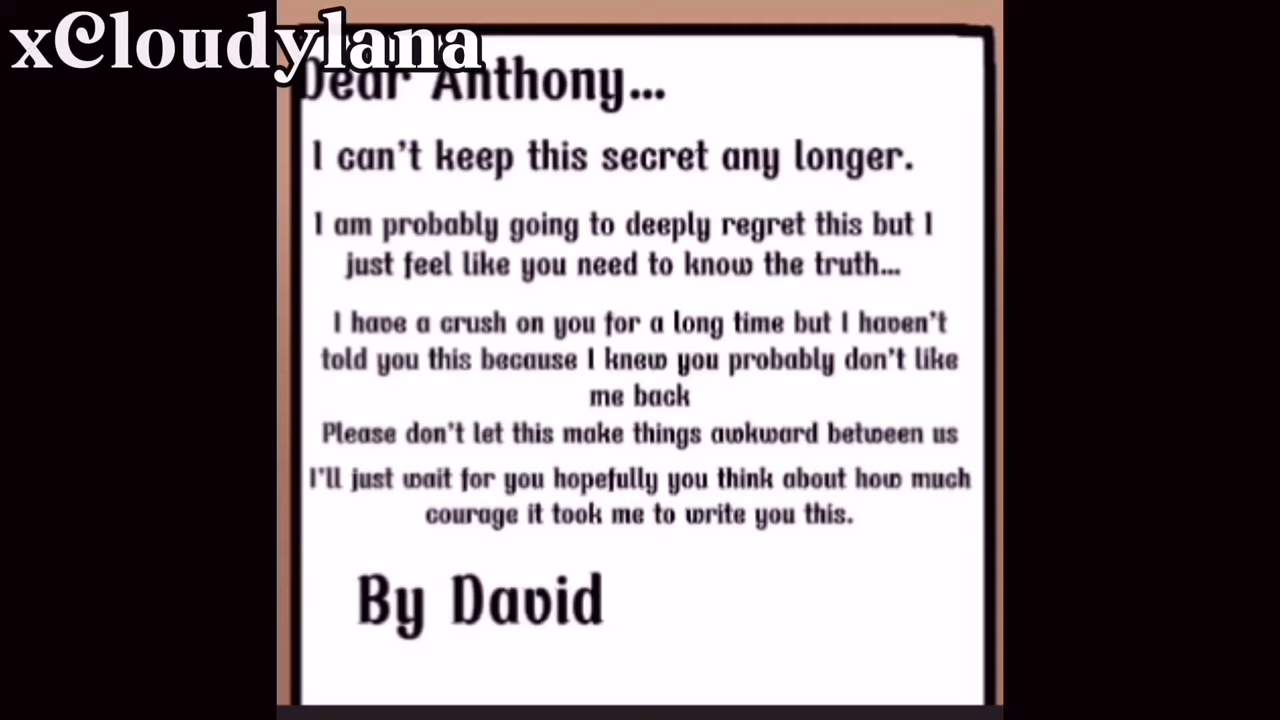 xCloudylana
Dear Anthony...
I can't keep this secret any longer.
I am probably going to deeply regret this but I
just feel like you need to know the truth...
I have a crush on you for a long time but I haven't
told you this because I knew you probably don't like
me back
Please don't let this make things awkward between us
I'll just wait for you hopefully you think about how much
courage it took me to write you this.
By David